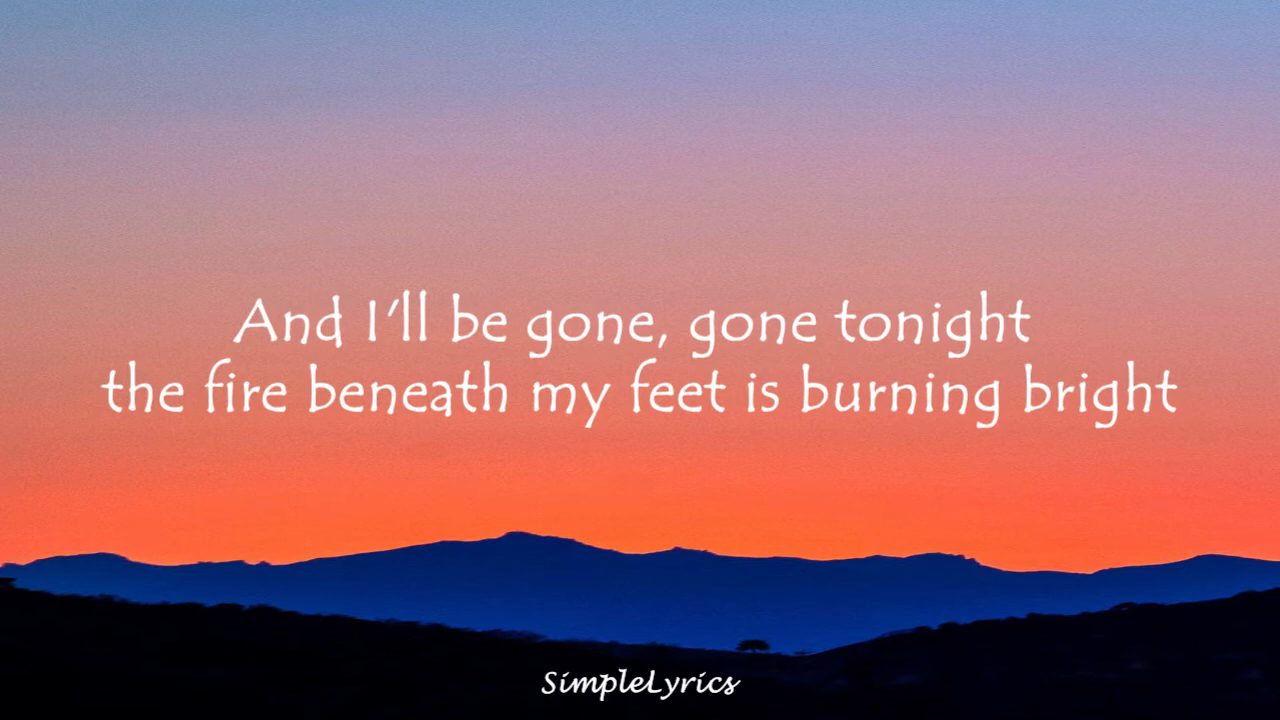 And I'll be gone, gone tonight
the fire beneath my feet is burning bright
SimpleLyrics